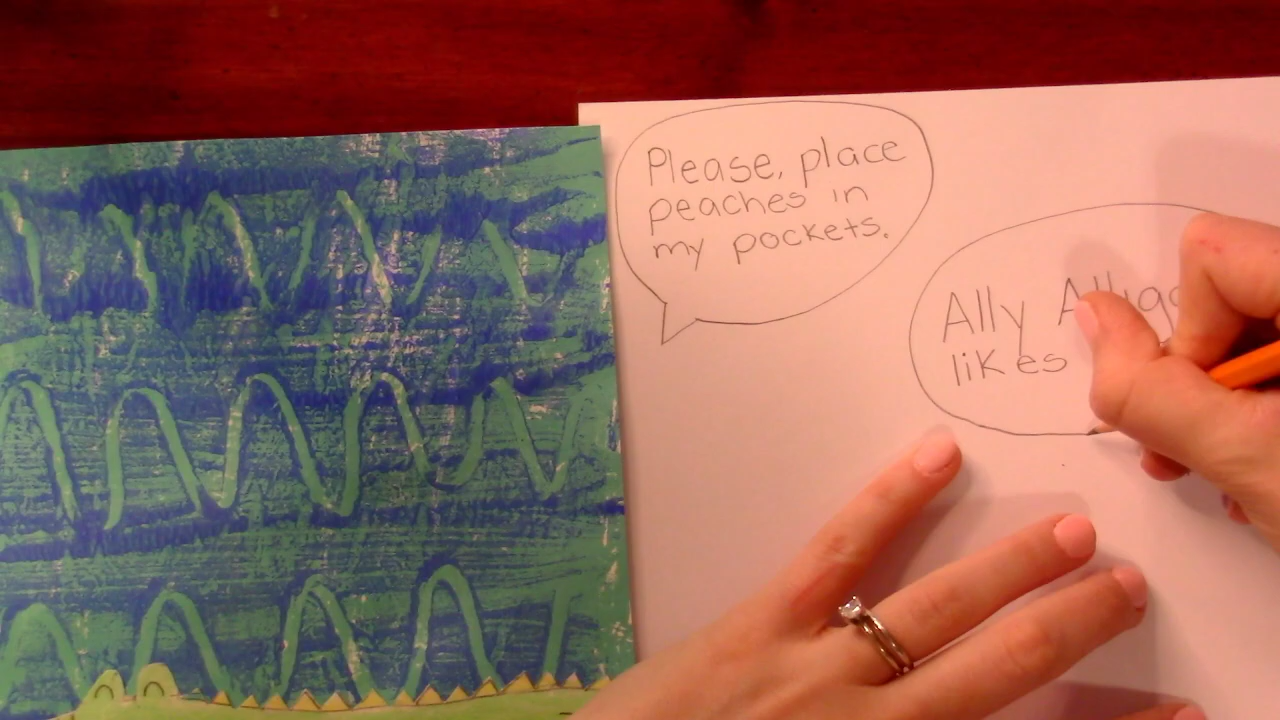 Please, place
peaches in
my pockets.
Ally
likes